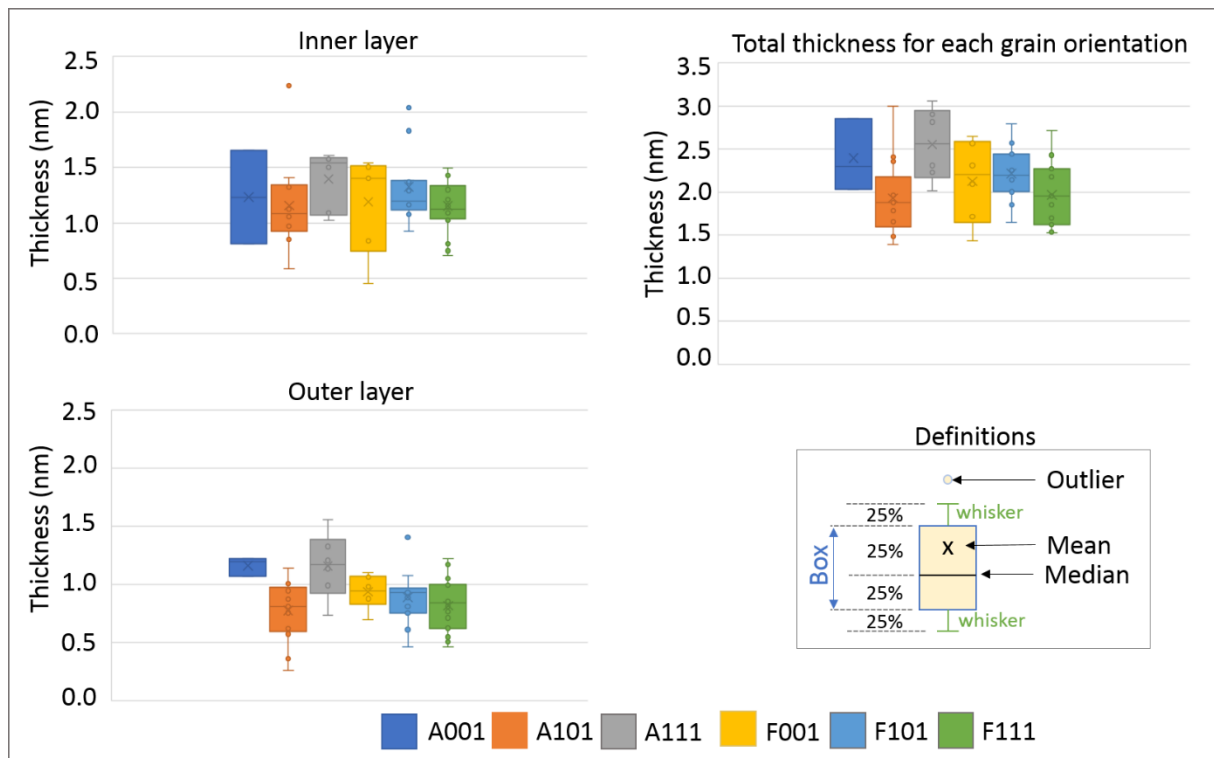 Inner layer
Thickness (nm)
2.5
2.0
1.5
1.0
0.5
0.0
Total thickness for each grain orientation
Thickness (nm)
3.5
3.0
2.5
2.0
1.5
1.0
0.5
0.0
Outer layer
Thickness (nm)
2.5
2.0
1.5
1.0
0.5
0.0
Definitions
Outlier
25% whisker
Box 25% x Mean
Median
25%
25% whisker
A001 A101 A111 F001 F101 F111